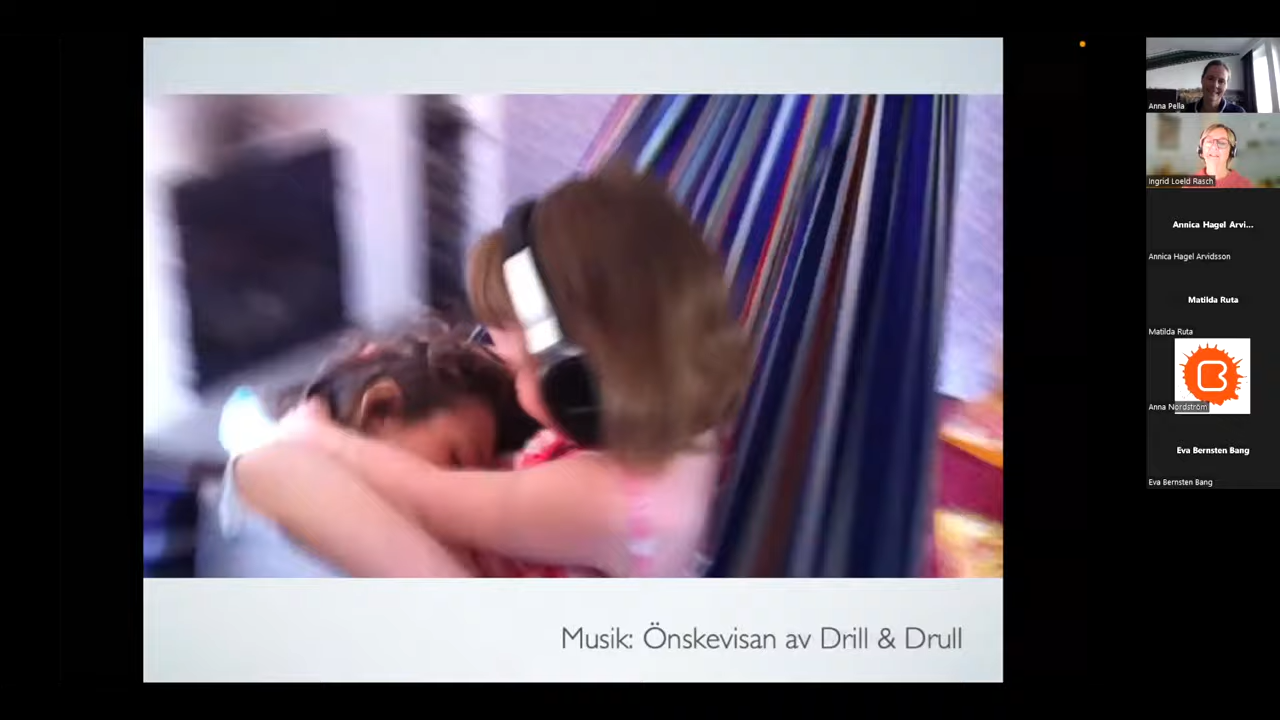 Musik: Önskevisan av Drill & Drull
Anna Pella
Ingrid Loeld Rasch
Annica Hagel Arvi...
Annica Hagel Arvidsson
Matilda Ruta
Matilda Ruta
Anna Nordström
Eva Bernsten Bang
Eva Bernsten Bang